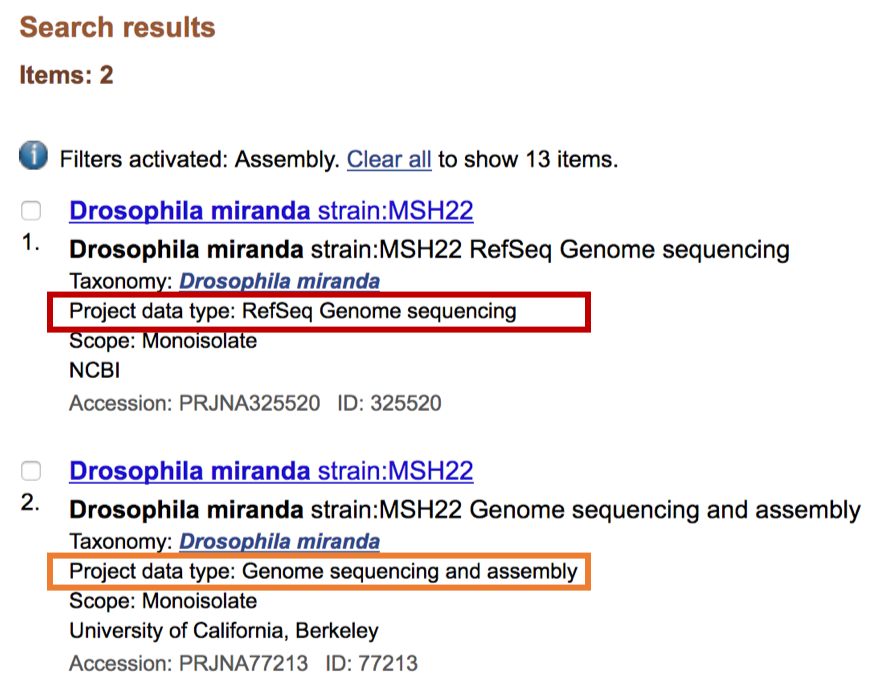 Search results
Items: 2
Filters activated: Assembly. Clear all to show 13 items.
Drosophila miranda strain:MSH22
1.
Drosophila miranda strain:MSH22 RefSeq Genome sequencing
Taxonomy: Drosophila miranda
Project data type: RefSeq Genome sequencing
Scope: Monoisolate
NCBI
Accession: PRJNA325520 ID: 325520
Drosophila miranda strain:MSH22
2.
Drosophila miranda strain:MSH22 Genome sequencing and assembly
Taxonomy: Drosophila miranda
Project data type: Genome sequencing and assembly
Scope: Monoisolate
University of California, Berkeley
Accession: PRJNA77213 ID: 77213